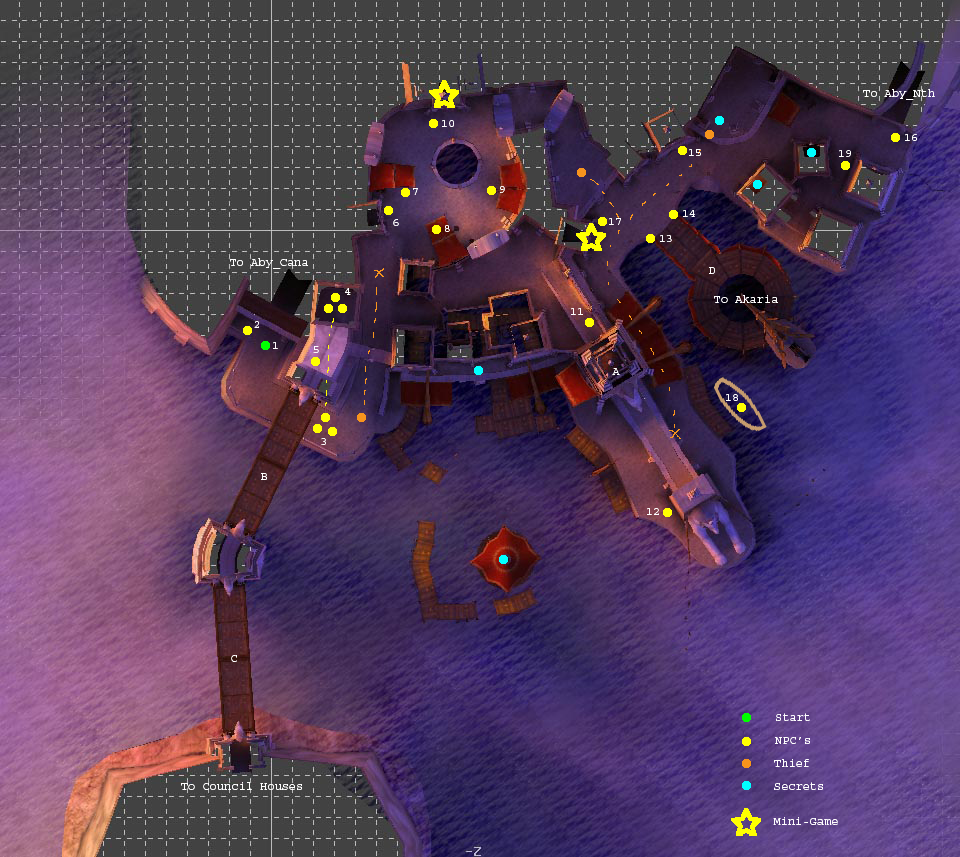 To Aby_Nth
10
16
15
19
7
9
6
17
14
8
13
To Aby_Cana
D
4
To Akaria
2
11
1
5
A
18
3
B
12
C
Start
NPC's
Thief
To Council Houses
Secrets
Mini-Game
-Z